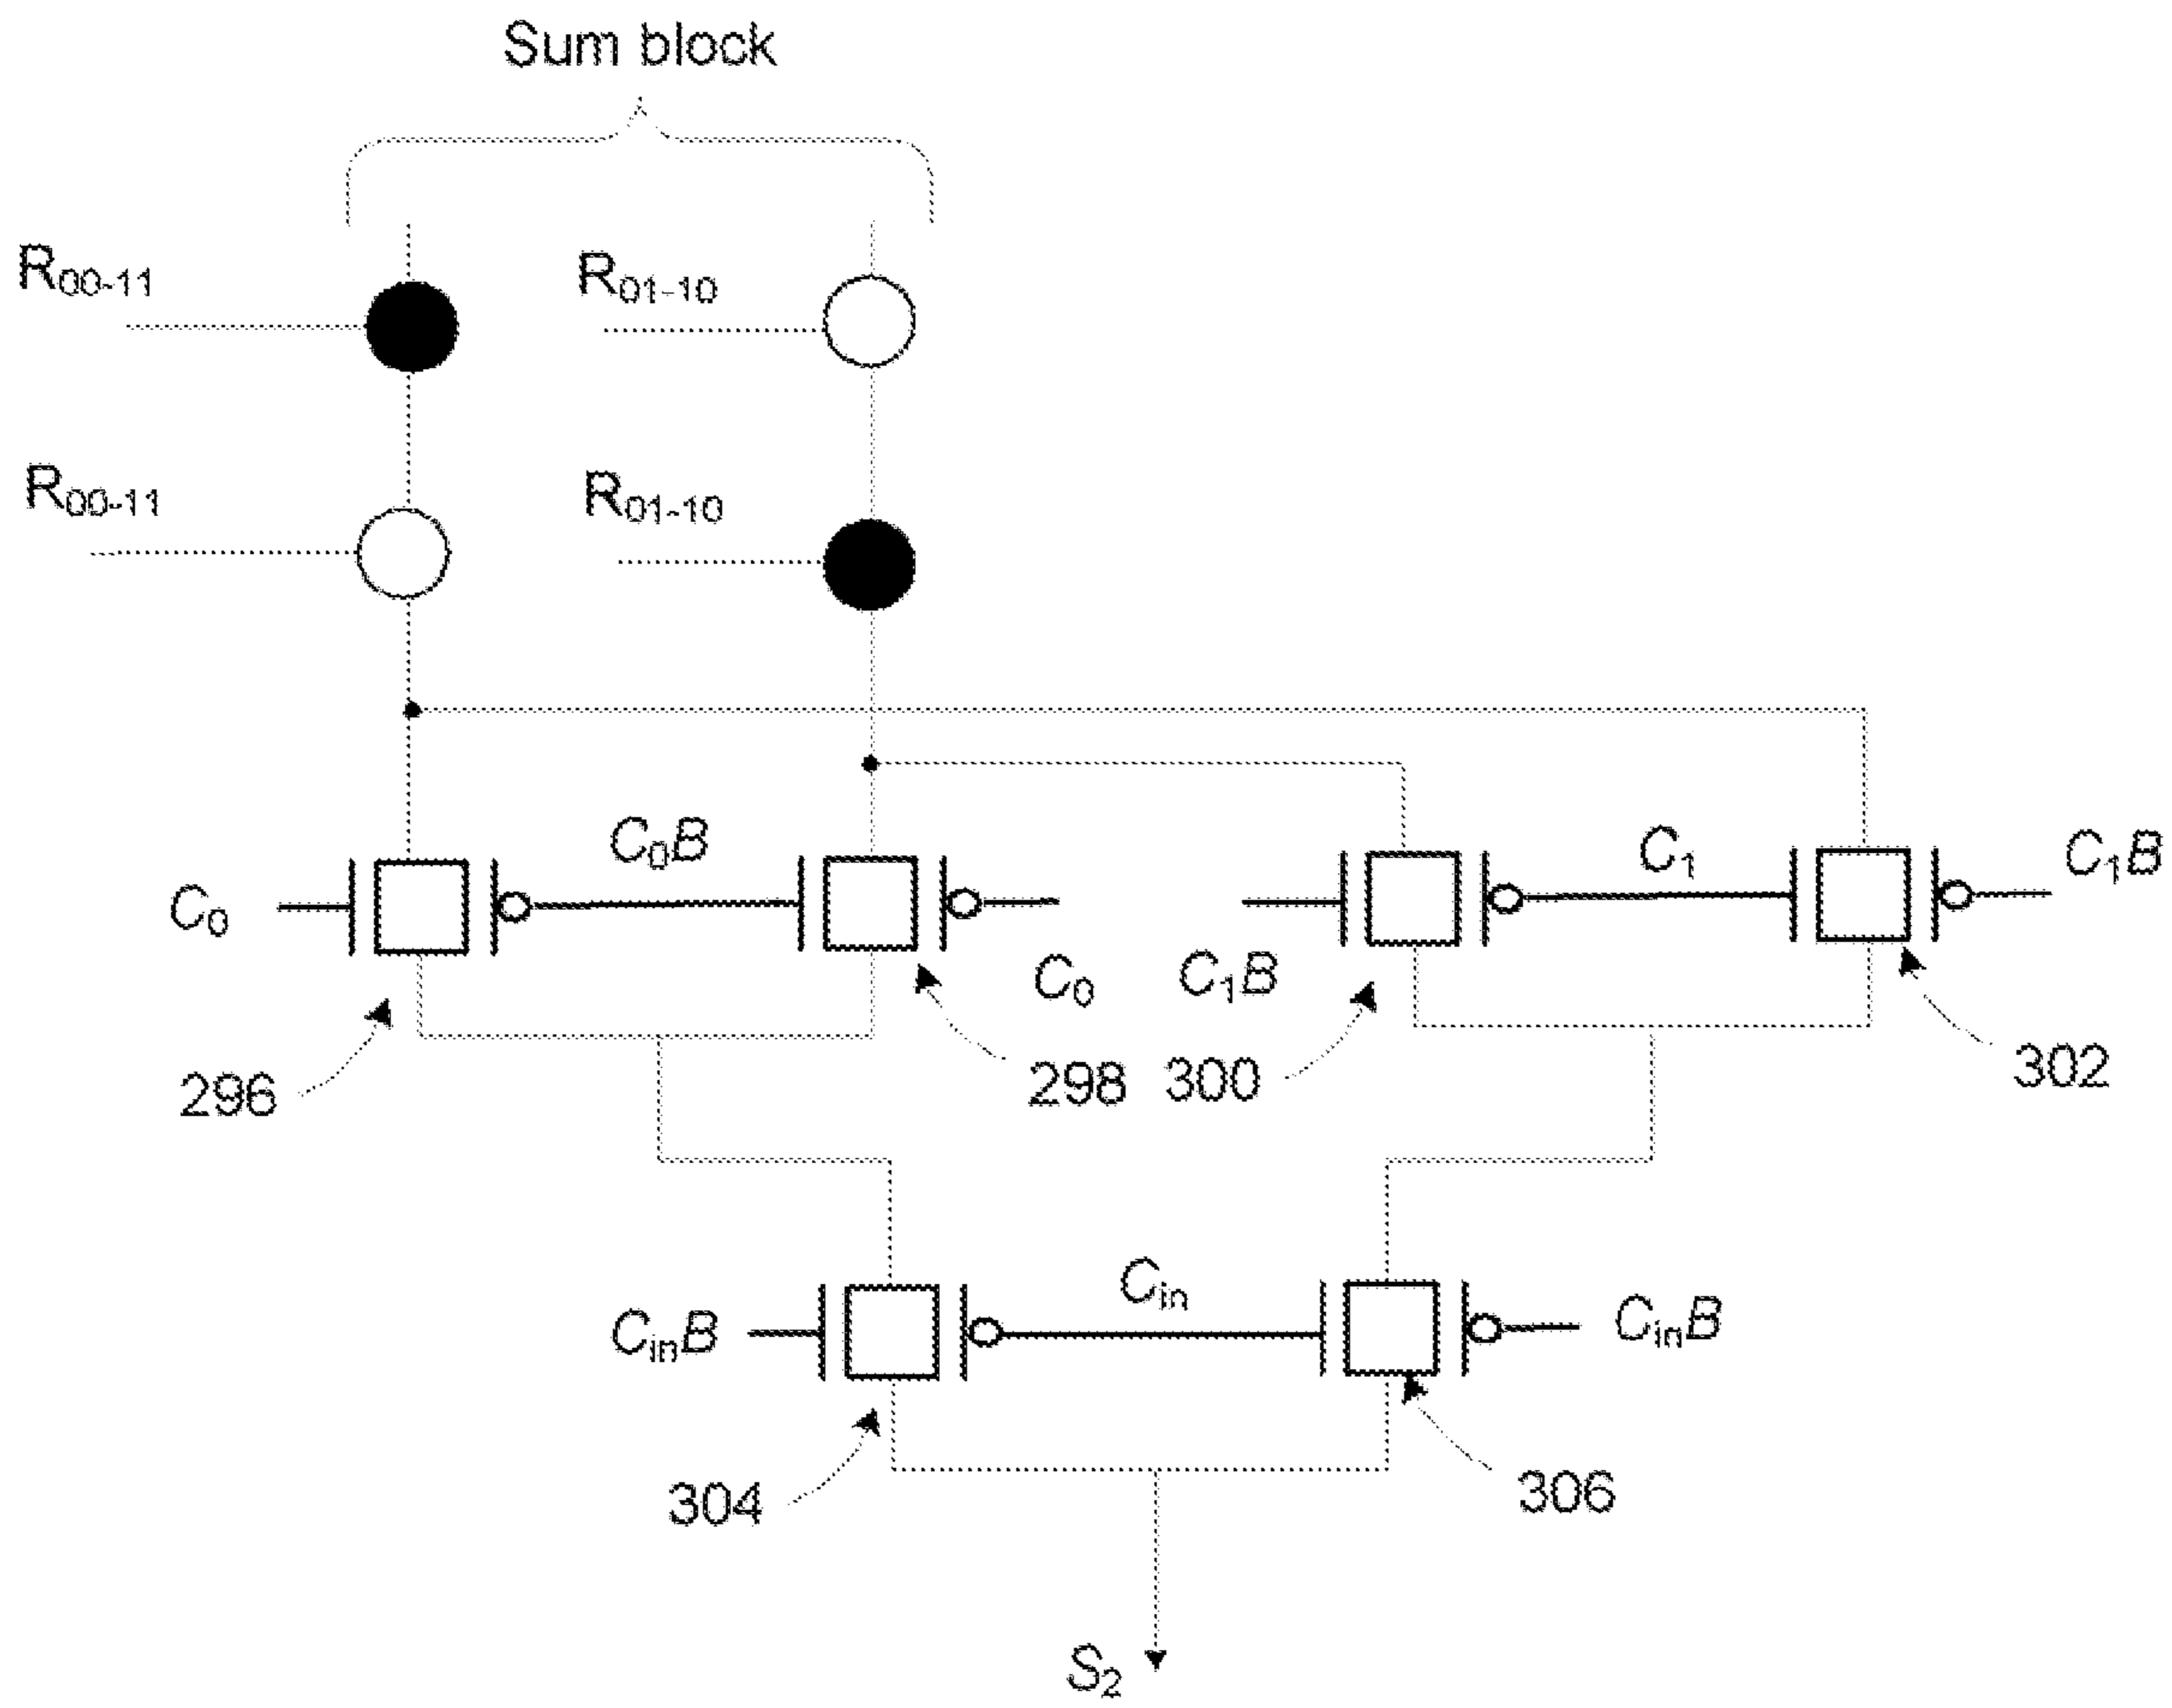 Sum block
R00-11
R01-10
R00-11
R01-10
C0
C0B
C0
C1B
C1
C1B
296
298
300
302
CinB
Cin
CinB
304
306
S2